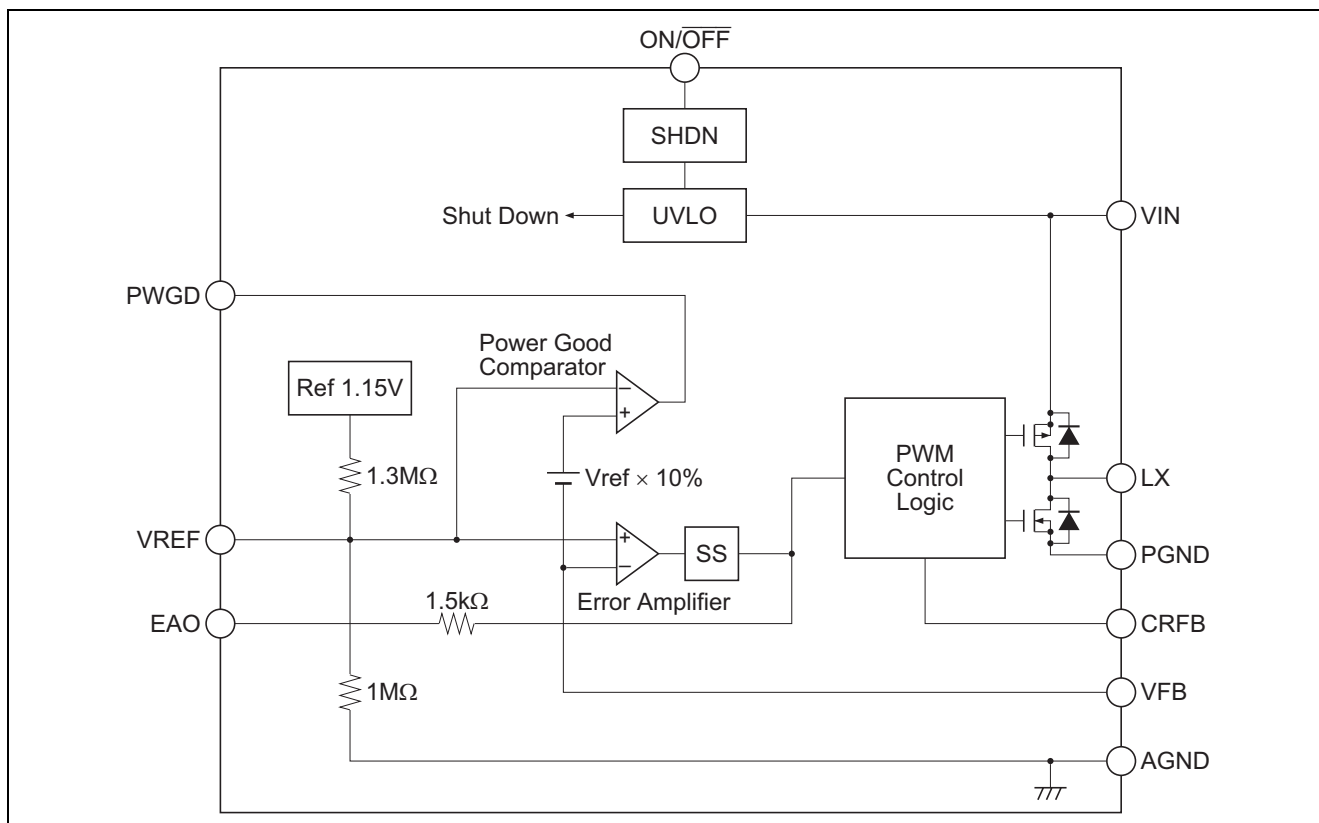 ON/OFF
SHDN
Shut Down
UVLO
VIN
PWGD
Power Good
Comparator
Ref 1.15V
−
+
1.3MΩ
Vref × 10%
PWM
Control
Logic
LX
VREF
+
−
SS
PGND
1.5kΩ
Error Amplifier
EAO
CRFB
1MΩ
VFB
AGND